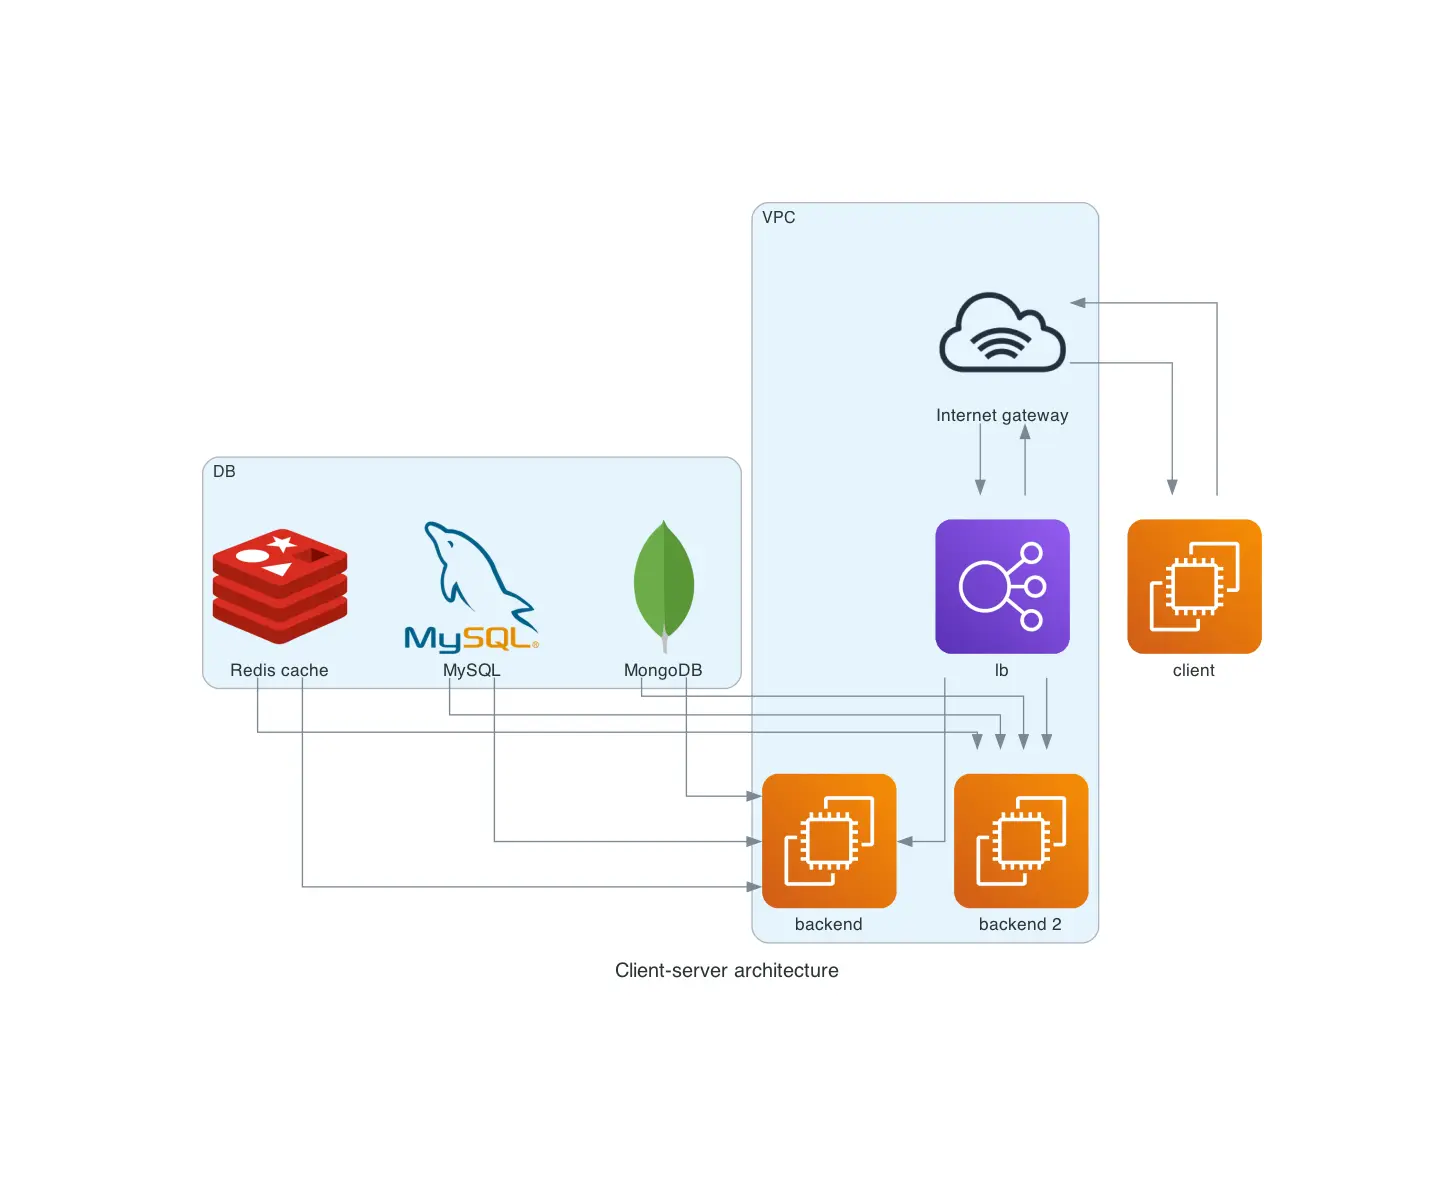 VPC
Internet gateway
DB
MySQL®
Redis cache
MySQL
MongoDB
lb
client
backend
backend 2
Client-server architecture